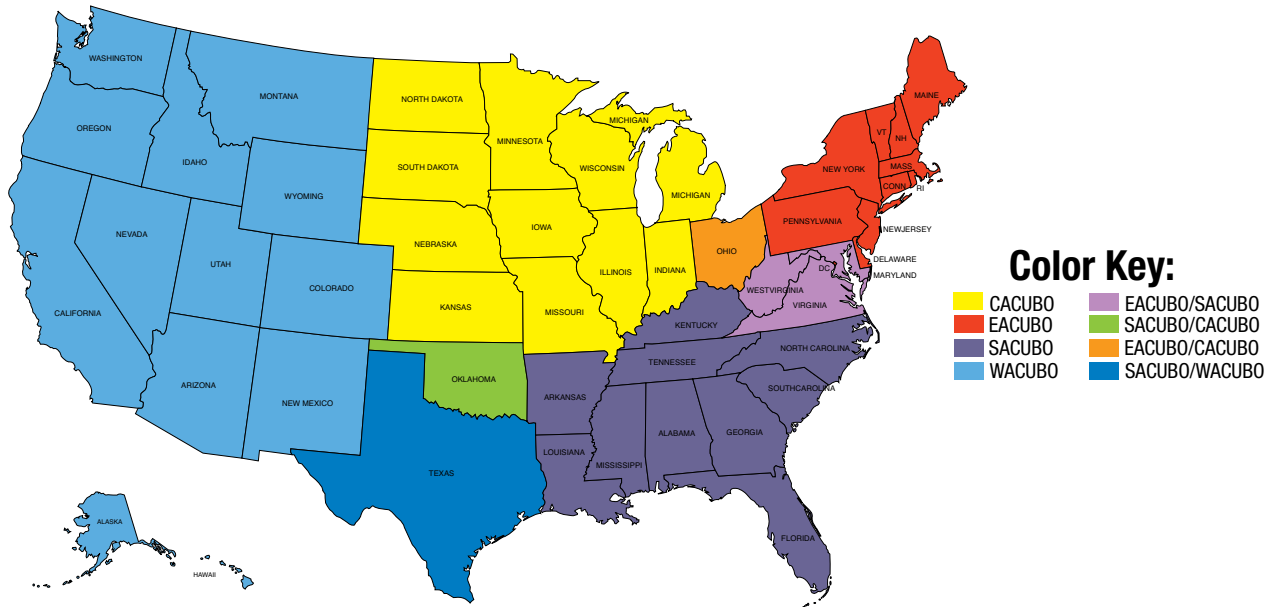 WASHINGTON
MONTANA
NORTH DAKOTA
MINNESOTA
MICHIGAN
MAINE
OREGON
IDAHO
SOUTH DAKOTA
WISCONSIN
MICHIGAN
VT
NH
NEW YORK
MASS
CONN
RI
WYOMING
NEBRASKA
IOWA
PENNSYLVANIA
NEWJERSEY
NEVADA
UTAH
COLORADO
KANSAS
MISSOURI
ILLINOIS
INDIANA
OHIO
DELAWARE
MARYLAND
DC
WESTVIRGINIA
VIRGINIA
CALIFORNIA
KENTUCKY
TENNESSEE
NORTH CAROLINA
SOUTHCAROLINA
ARIZONA
NEW MEXICO
OKLAHOMA
ARKANSAS
TEXAS
LOUISIANA
MISSISSIPPI
ALABAMA
GEORGIA
FLORIDA
ALASKA
HAWAII
Color Key:
CACUBO
EACUBO
SACUBO
WACUBO
EACUBO/SACUBO
SACUBO/CACUBO
EACUBO/CACUBO
SACUBO/WACUBO